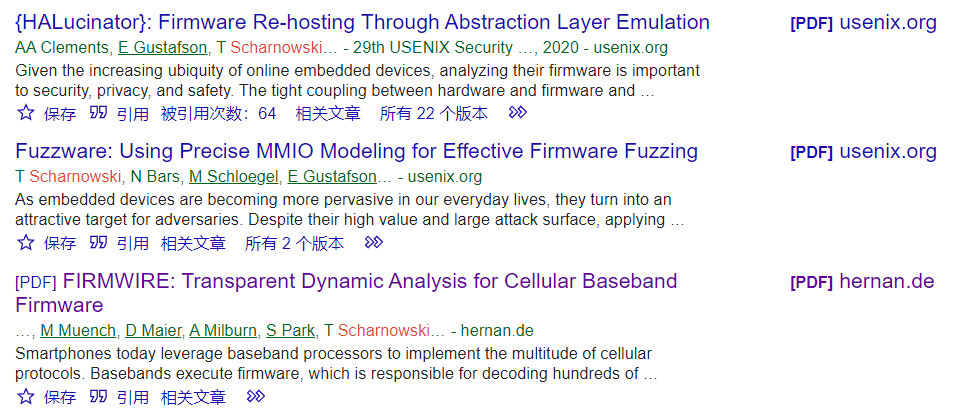 {HALucinator}: Firmware Re-hosting Through Abstraction Layer Emulation
[PDF] usenix.org
AA Clements, E Gustafson, T Scharnowski… - 29th USENIX Security …, 2020 - usenix.org
Given the increasing ubiquity of online embedded devices, analyzing their firmware is important
to security, privacy, and safety. The tight coupling between hardware and firmware and …
保存 引用 被引用次数：64 相关文章 所有 22 个版本
Fuzzware: Using Precise MMIO Modeling for Effective Firmware Fuzzing
[PDF] usenix.org
T Scharnowski, N Bars, M Schloegel, E Gustafson… - usenix.org
As embedded devices are becoming more pervasive in our everyday lives, they turn into an
attractive target for adversaries. Despite their high value and large attack surface, applying …
保存 引用 相关文章 所有 2 个版本
[PDF] FIRMWIRE: Transparent Dynamic Analysis for Cellular Baseband
Firmware
[PDF] hernan.de
…, M Muench, D Maier, A Milburn, S Park, T Scharnowski… - hernan.de
Smartphones today leverage baseband processors to implement the multitude of cellular
protocols. Basebands execute firmware, which is responsible for decoding hundreds of …
保存 引用 相关文章